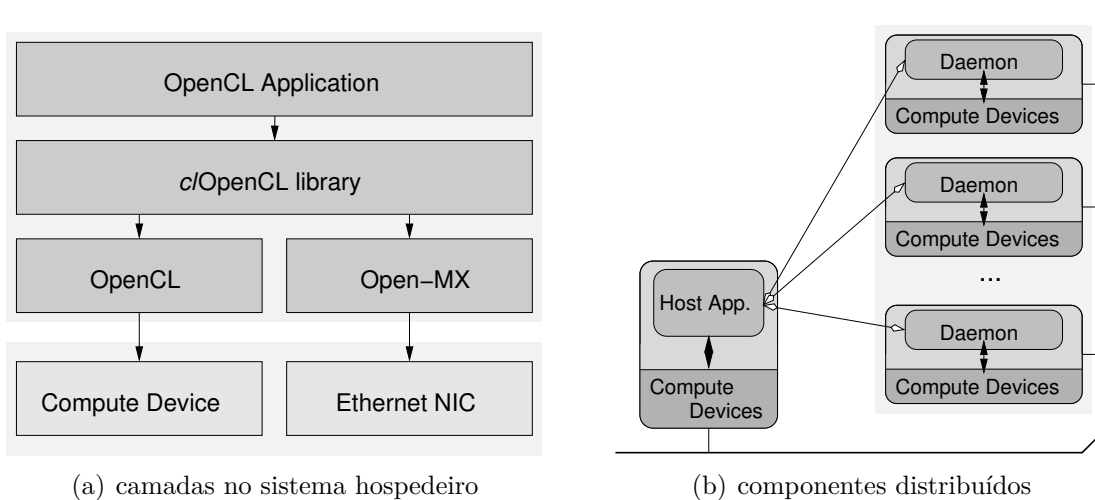 OpenCL Application
clOpenCL library
OpenCL
Open−MX
Compute Device
Ethernet NIC
(a) camadas no sistema hospedeiro
Daemon
Compute Devices
Daemon
Compute Devices
...
Host App.
Daemon
Compute
Devices
Compute Devices
(b) componentes distribuídos